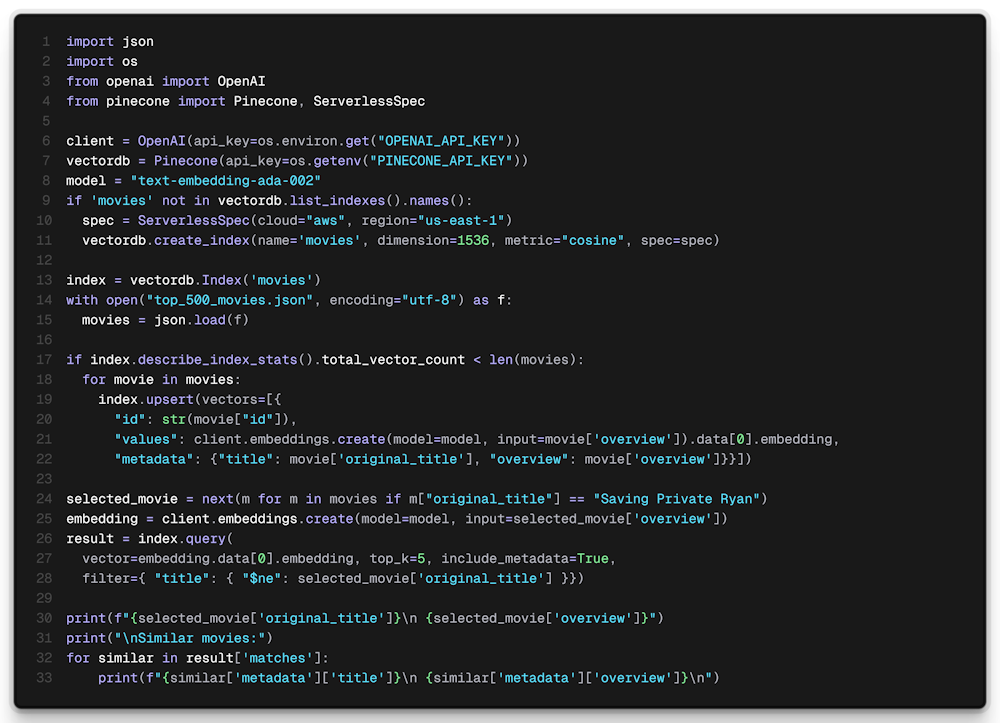 1 import json
2 import os
3 from openai import OpenAI
4 from pinecone import Pinecone, ServerlessSpec
5
6 client = OpenAI(api_key=os.environ.get("OPENAI_API_KEY"))
7 vectordb = Pinecone(api_key=os.getenv("PINECONE_API_KEY"))
8 model = "text-embedding-ada-002"
9 if 'movies' not in vectordb.list_indexes().names():
10   spec = ServerlessSpec(cloud="aws", region="us-east-1")
11   vectordb.create_index(name='movies', dimension=1536, metric="cosine", spec=spec)
12
13 index = vectordb.Index('movies')
14 with open("top_500_movies.json", encoding="utf-8") as f:
15   movies = json.load(f)
16
17 if index.describe_index_stats().total_vector_count < len(movies):
18   for movie in movies:
19     index.upsert(vectors=[{
20       "id": str(movie["id"]),
21       "values": client.embeddings.create(model=model, input=movie['overview']).data[0].embedding,
22       "metadata": {"title": movie['original_title'], "overview": movie['overview']}}])
23
24 selected_movie = next(m for m in movies if m["original_title"] == "Saving Private Ryan")
25 embedding = client.embeddings.create(model=model, input=selected_movie['overview'])
26 result = index.query(
27   vector=embedding.data[0].embedding, top_k=5, include_metadata=True,
28   filter={ "title": { "$ne": selected_movie['original_title'] }})
29
30 print(f"{selected_movie['original_title']}\n {selected_movie['overview']}")
31 print("\nSimilar movies:")
32 for similar in result['matches']:
33     print(f"{similar['metadata']['title']}\n {similar['metadata']['overview']}\n")